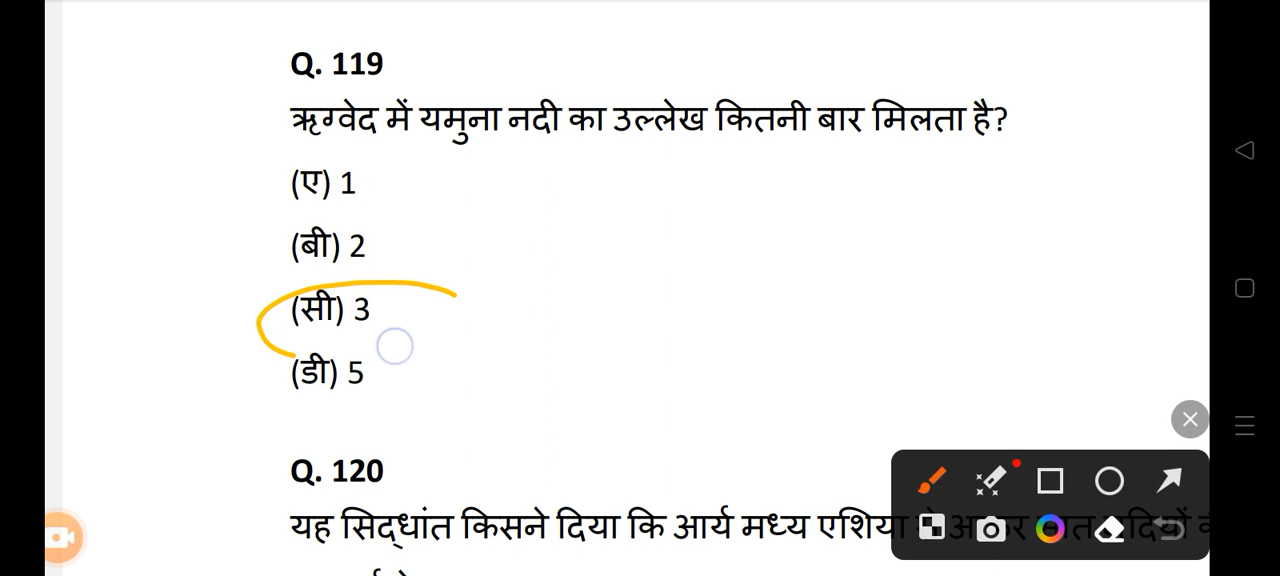 Q. 119
ऋग्वेद में यमुना नदी का उल्लेख कितनी बार मिलता है?
(ए) 1
(बी) 2
(सी) 3
(डी) 5
Q. 120
यह सिद्धांत किसने दिया कि आर्य मध्य एशिया